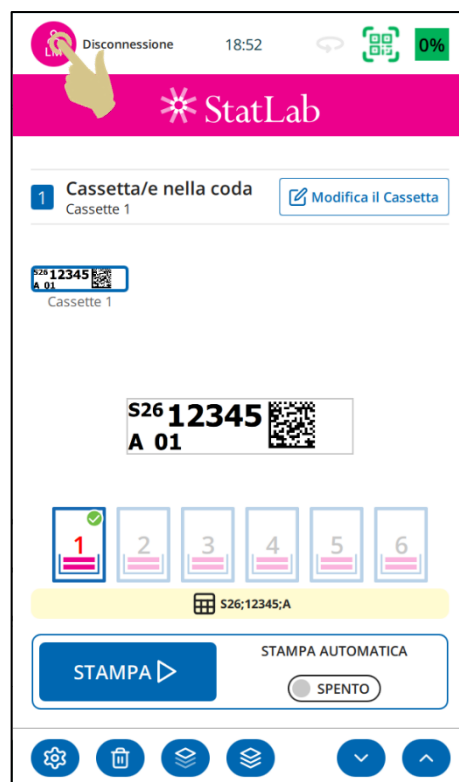 LM Disconnessione 18:52 0%
StatLab
1 Cassetta/e nella coda
Cassette 1
Modifica il Cassetta
S26 12345
A 01
Cassette 1
S26 12345
A 01
1 2 3 4 5 6
S26;12345;A
STAMPA
STAMPA AUTOMATICA
SPENTO